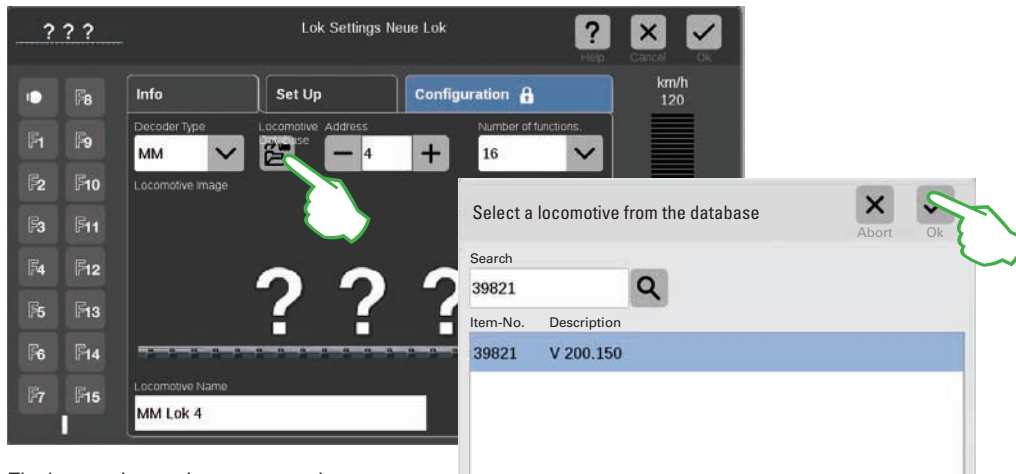 ? ? ?
Lok Settings Neue Lok
?
Help
Cancel
Ok
Info
Set Up
Configuration
km/h
120
F8
F1
F9
F2
F10
F3
F11
F4
F12
F5
F13
F6
F14
F7
F15
Decoder Type
Locomotive Database
Address
Number of functions.
MM
4
16
Locomotive Image
? ? ?
Locomotive Name
MM Lok 4
Select a locomotive from the database
Abort
Ok
Search
39821
Item-No. Description
39821 V 200.150